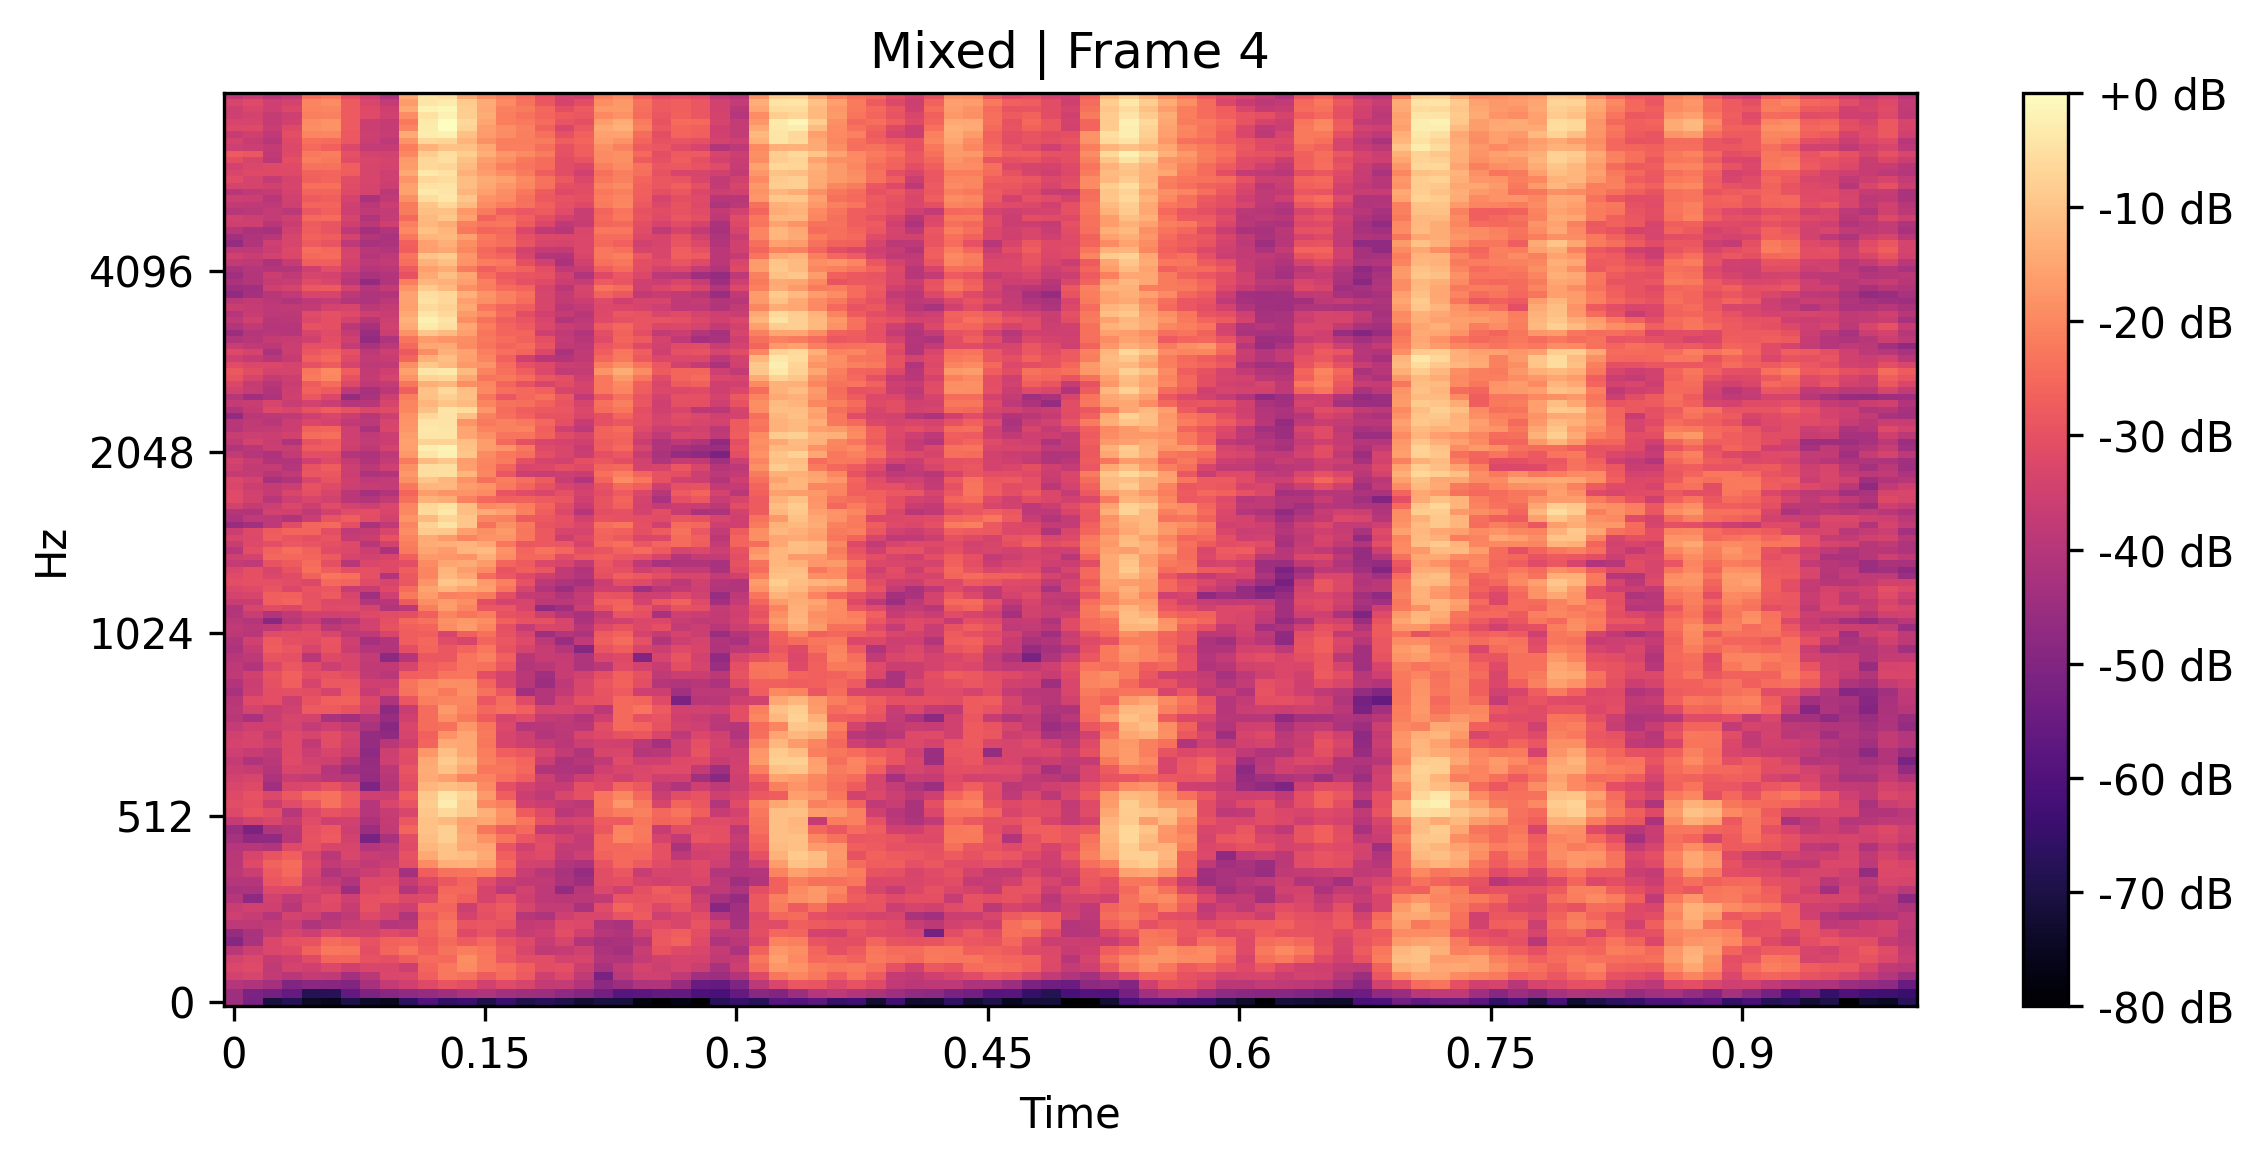 Mixed | Frame 4
Hz
4096
2048
1024
512
0
0 0.15 0.3 0.45 0.6 0.75 0.9
Time
+0 dB
-10 dB
-20 dB
-30 dB
-40 dB
-50 dB
-60 dB
-70 dB
-80 dB